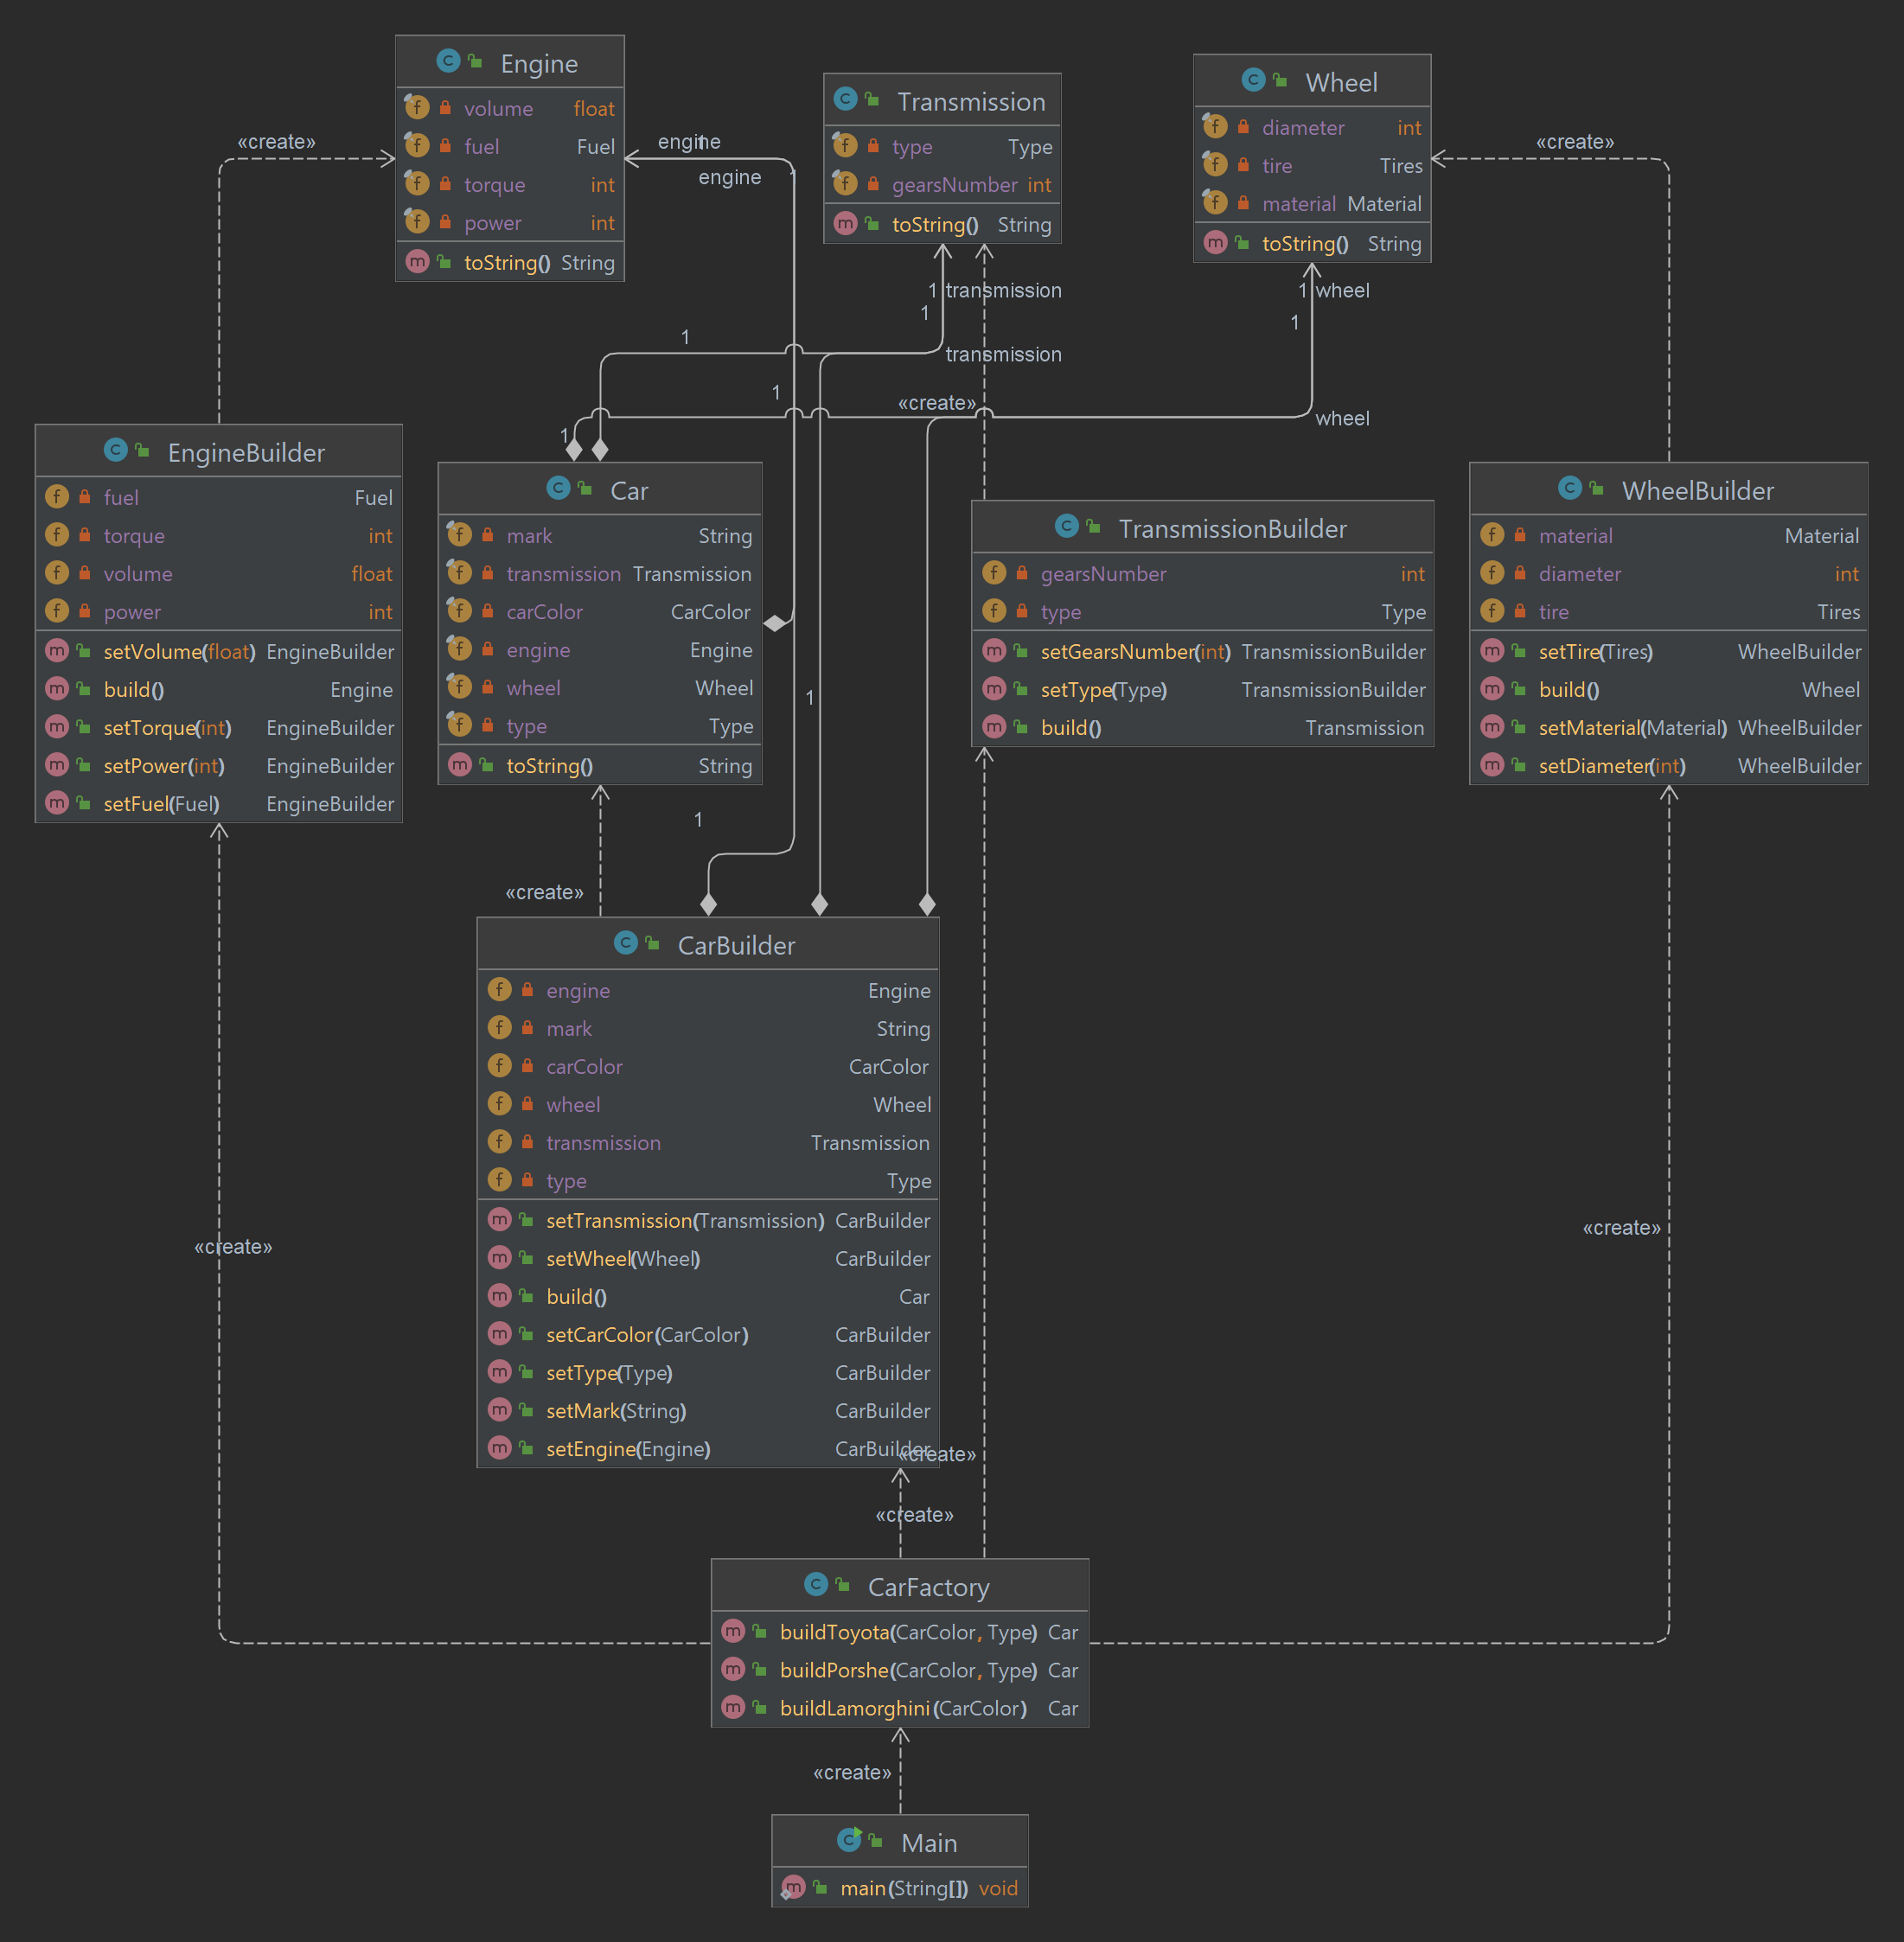 Engine
volume float
fuel Fuel
torque int
power int
toString() String
Transmission
type Type
gearsNumber int
toString() String
Wheel
diameter int
tire Tires
material Material
toString() String
«create»
engine
1
engine
1
«create»
1 transmission
1
1 wheel
1
1
transmission
1
«create»
wheel
1
EngineBuilder
fuel Fuel
torque int
volume float
power int
setVolume(float) EngineBuilder
build() Engine
setTorque(int) EngineBuilder
setPower(int) EngineBuilder
setFuel(Fuel) EngineBuilder
Car
mark String
transmission Transmission
carColor CarColor
engine Engine
wheel Wheel
type Type
toString() String
TransmissionBuilder
gearsNumber int
type Type
setGearsNumber(int) TransmissionBuilder
setType(Type) TransmissionBuilder
build() Transmission
WheelBuilder
material Material
diameter int
tire Tires
setTire(Tires) WheelBuilder
build() Wheel
setMaterial(Material) WheelBuilder
setDiameter(int) WheelBuilder
1
1
«create»
CarBuilder
engine Engine
mark String
carColor CarColor
wheel Wheel
transmission Transmission
type Type
setTransmission(Transmission) CarBuilder
setWheel(Wheel) CarBuilder
build() Car
setCarColor(CarColor) CarBuilder
setType(Type) CarBuilder
setMark(String) CarBuilder
setEngine(Engine) CarBuilder
«create»
«create»
«create»
«create»
CarFactory
buildToyota(CarColor, Type) Car
buildPorshe(CarColor, Type) Car
buildLamorghini(CarColor) Car
«create»
Main
main(String[]) void